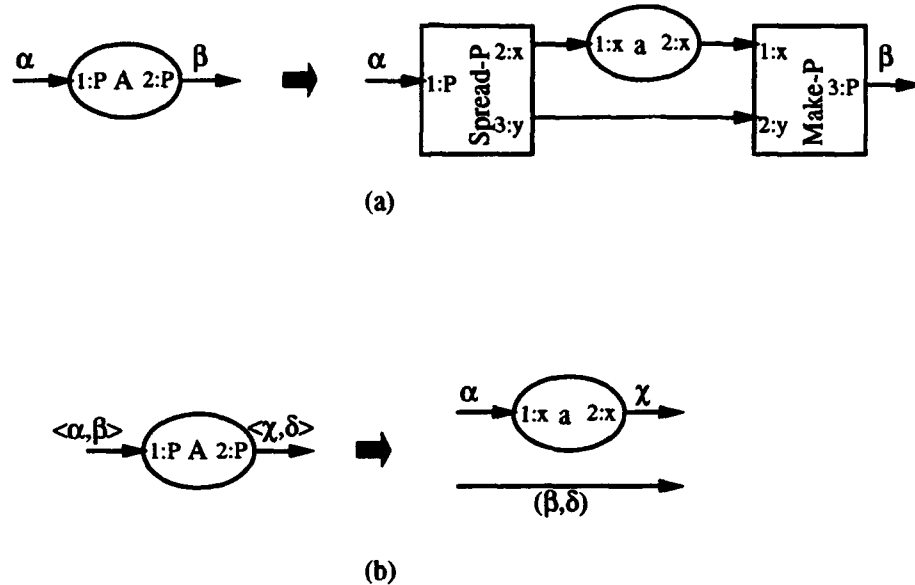 α 1:P A 2:P β
α 1:P Spread-P 2:x 3:y 1:x a 2:x 1:x 2:y Make-P 3:P β
(a)
<α,β> 1:P A 2:P <χ,δ>
α 1:x a 2:x χ
(β,δ)
(b)